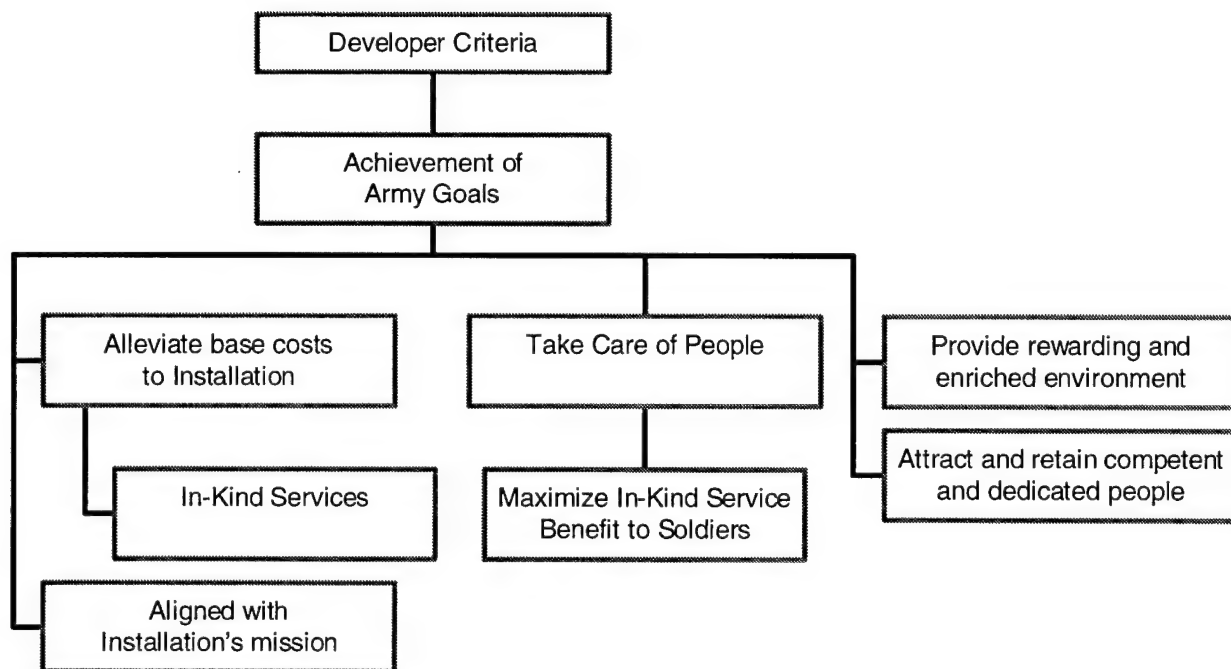 Developer Criteria
Achievement of
Army Goals
Alleviate base costs
to Installation
In-Kind Services
Aligned with
Installation's mission
Take Care of People
Maximize In-Kind Service
Benefit to Soldiers
Provide rewarding and
enriched environment
Attract and retain competent
and dedicated people